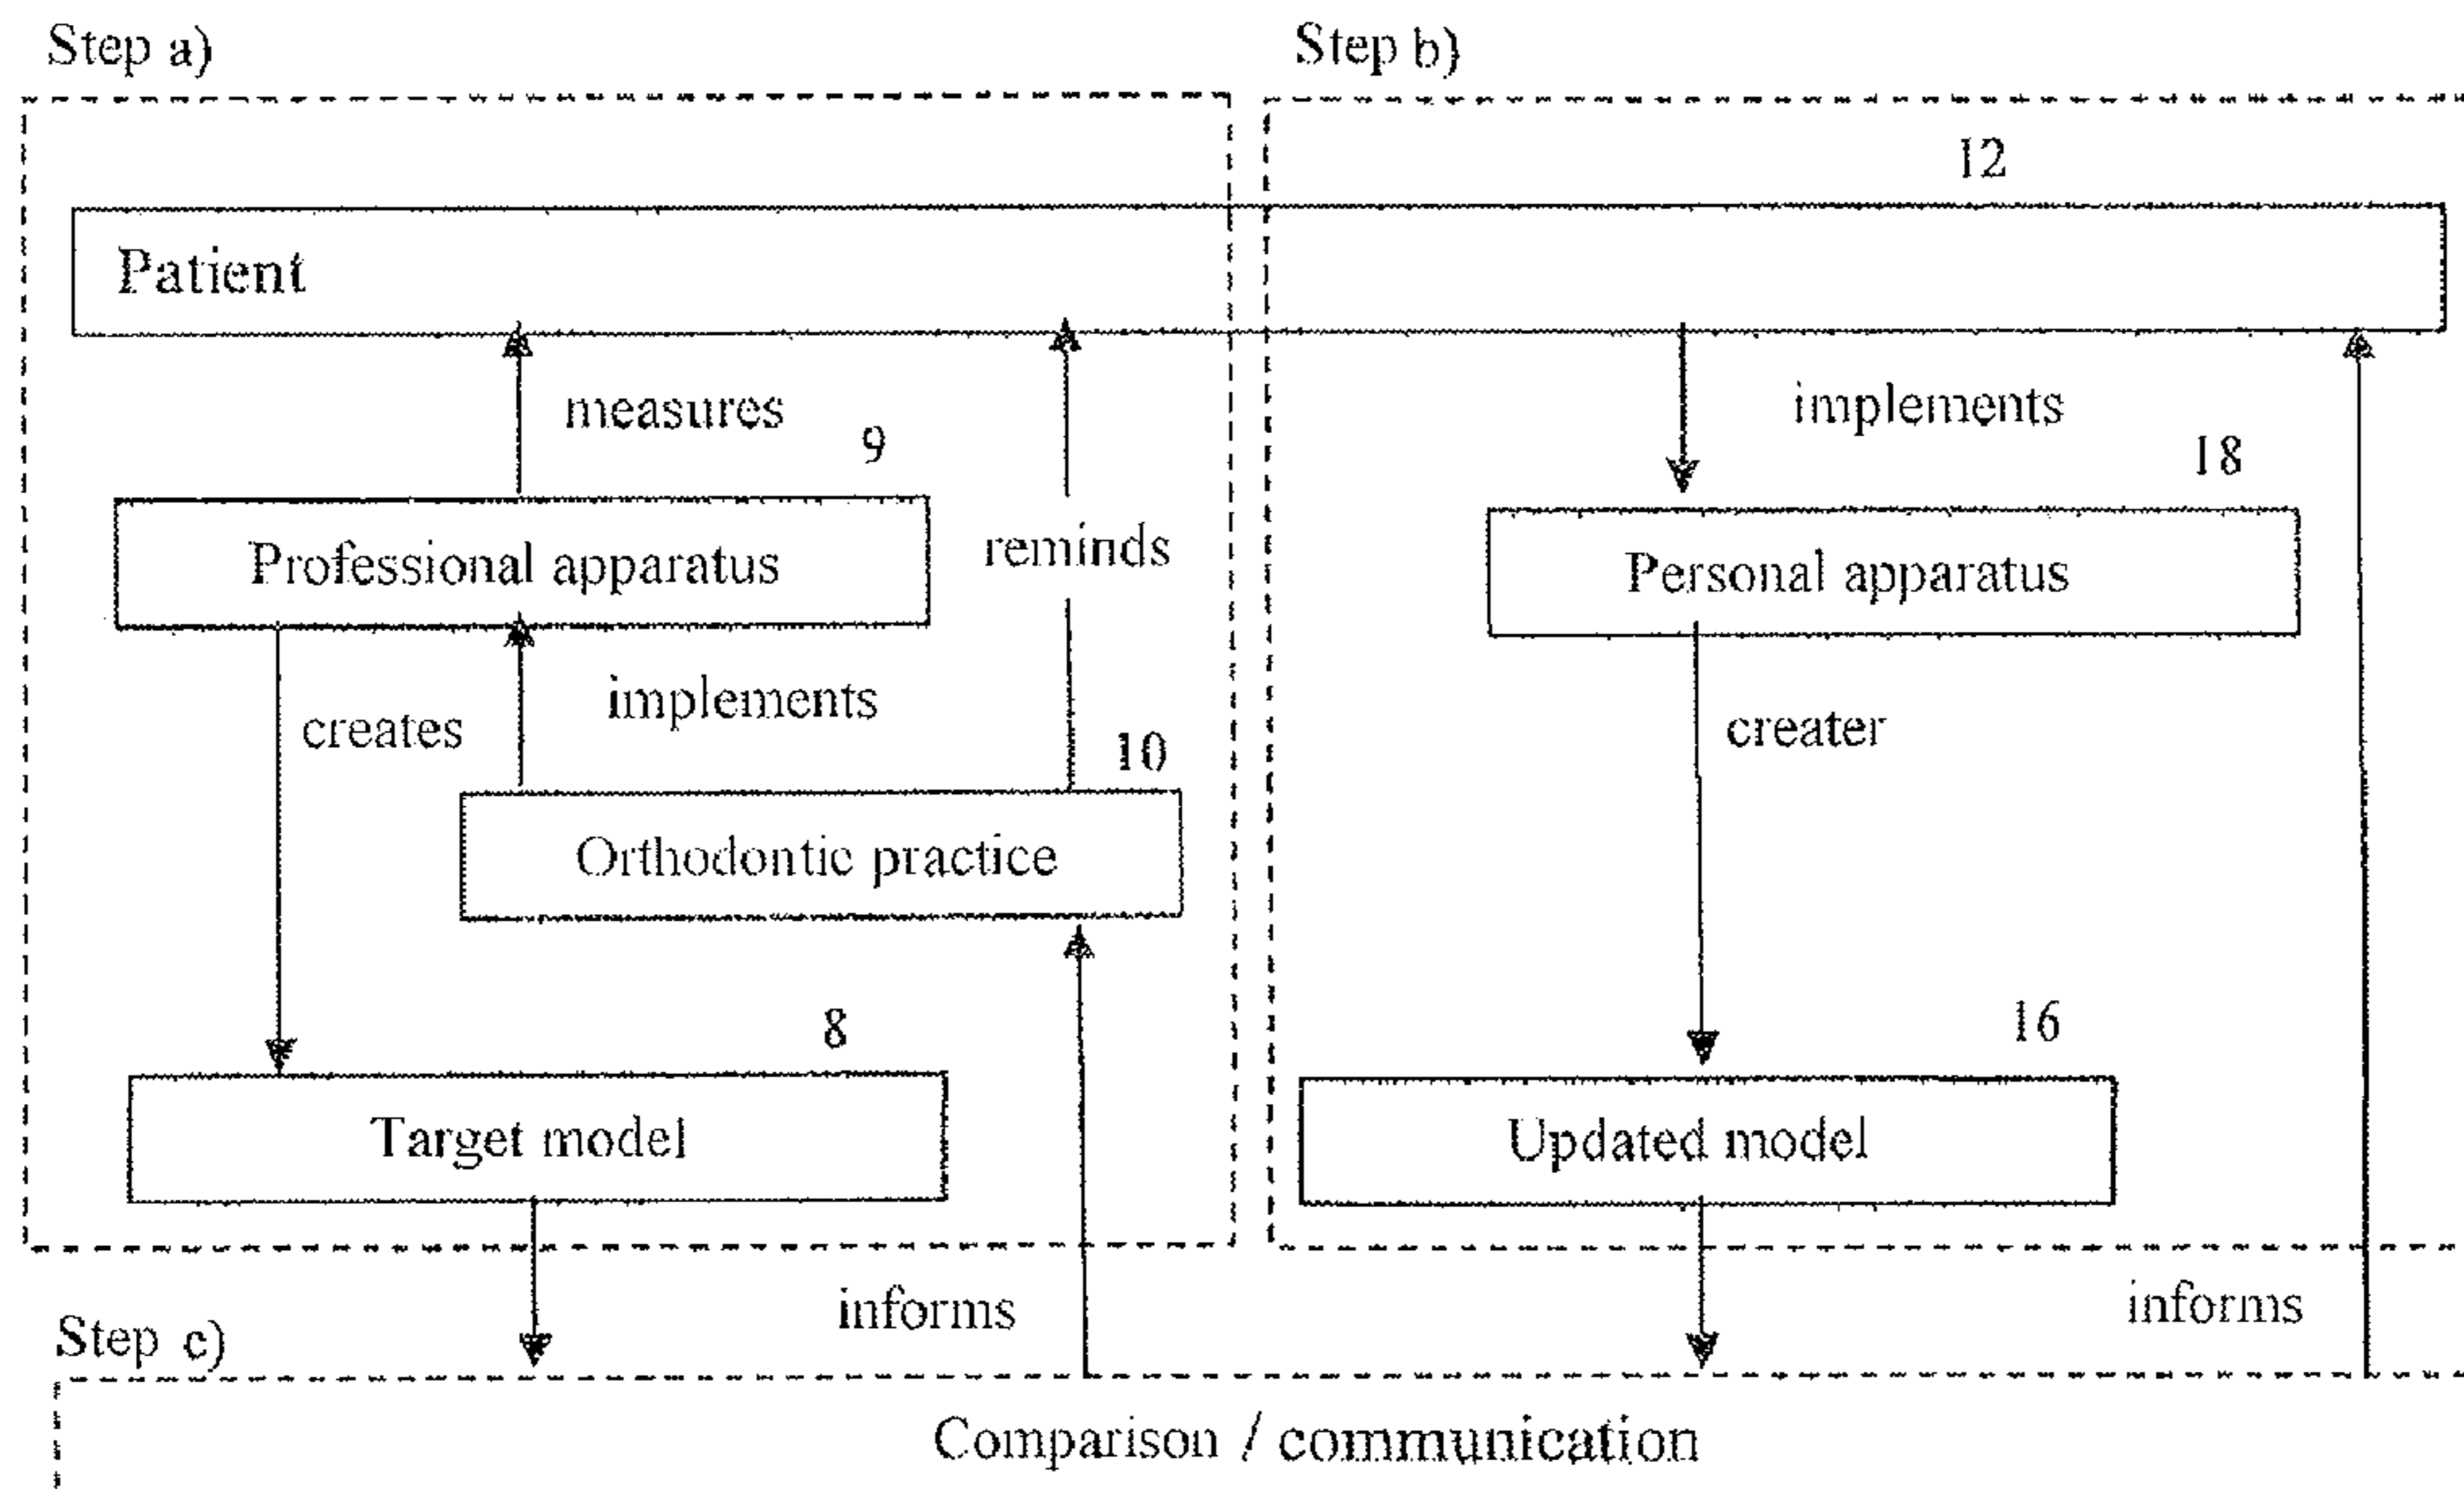 Step a)
Step b)
12
Patient
measures
implements
9
18
reminds
Professional apparatus
Personal apparatus
implements
creates
creater
10
Orthodontic practice
8
16
Target model
Updated model
informs
informs
Step c)
Comparison / communication